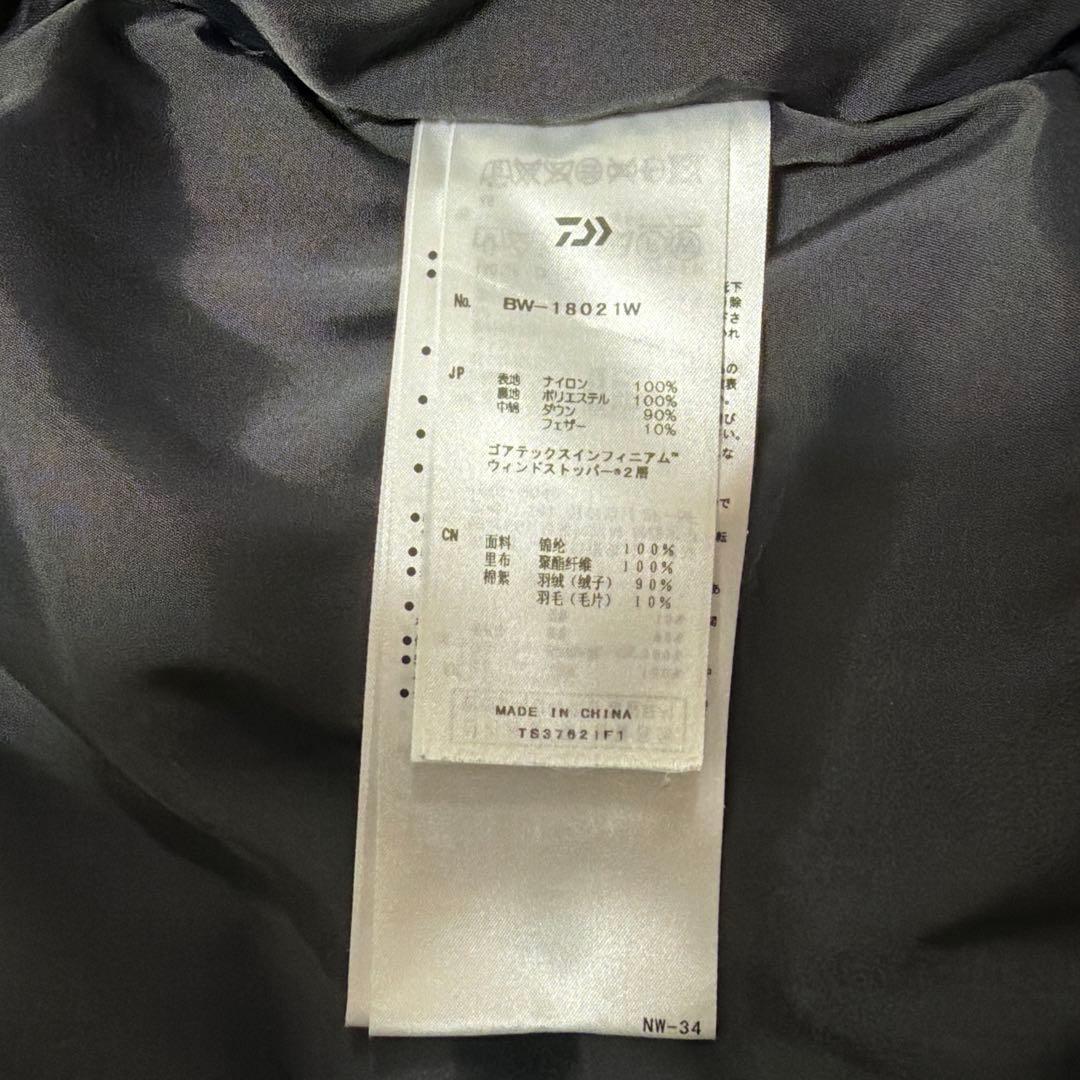 No. BW-18021W
JP 表地 ナイロン 100%
裏地 ポリエステル 100%
中綿 ダウン 90%
フェザー 10%
ゴアテックスインフィニアム™
ウィンドストッパー®2層
CN 面料 锦纶 100%
里布 聚酯纤维 100%
棉絮 羽绒（绒子） 90%
羽毛（毛片） 10%
MADE IN CHINA
TS37621F1
NW-34